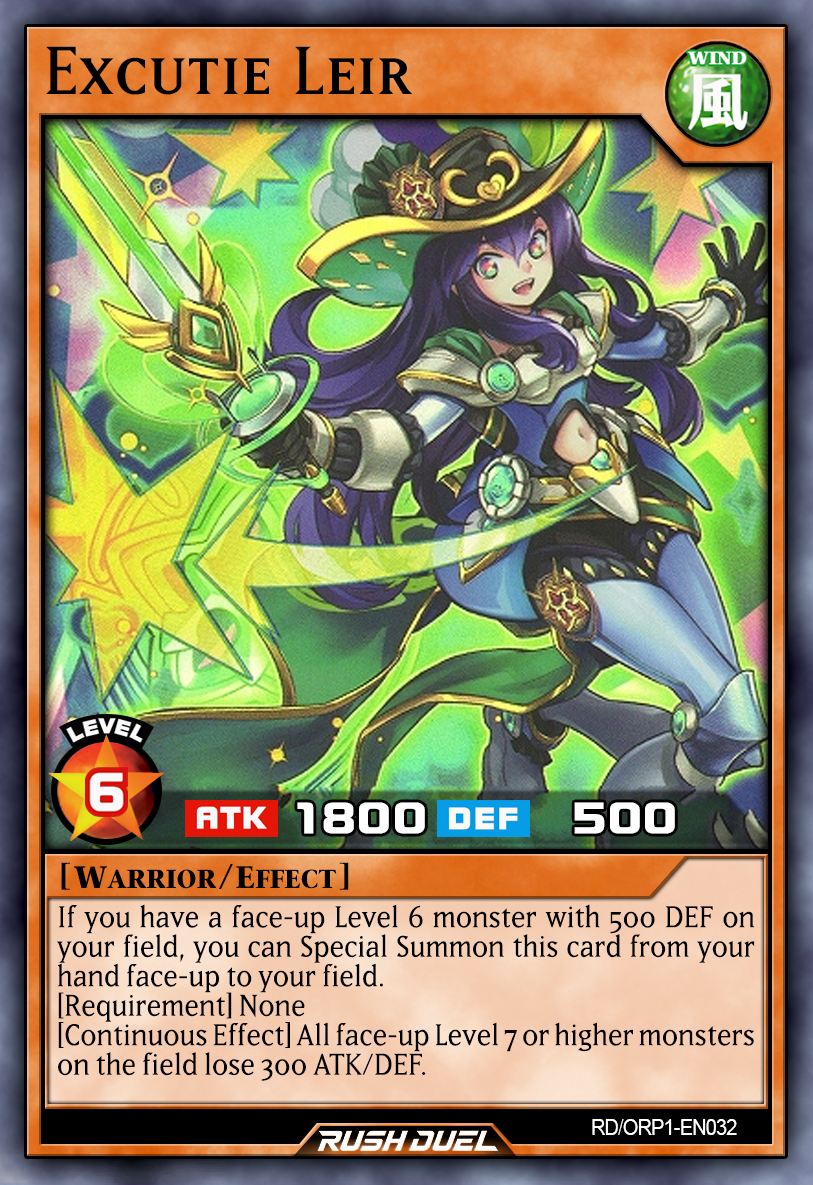 Excutie Leir
WIND
風
LEVEL
6
ATK 1800 DEF 500
[Warrior/Effect]
If you have a face-up Level 6 monster with 500 DEF on
your field, you can Special Summon this card from your
hand face-up to your field.
[Requirement] None
[Continuous Effect] All face-up Level 7 or higher monsters
on the field lose 300 ATK/DEF.
RD/ORP1-EN032
RUSH DUEL